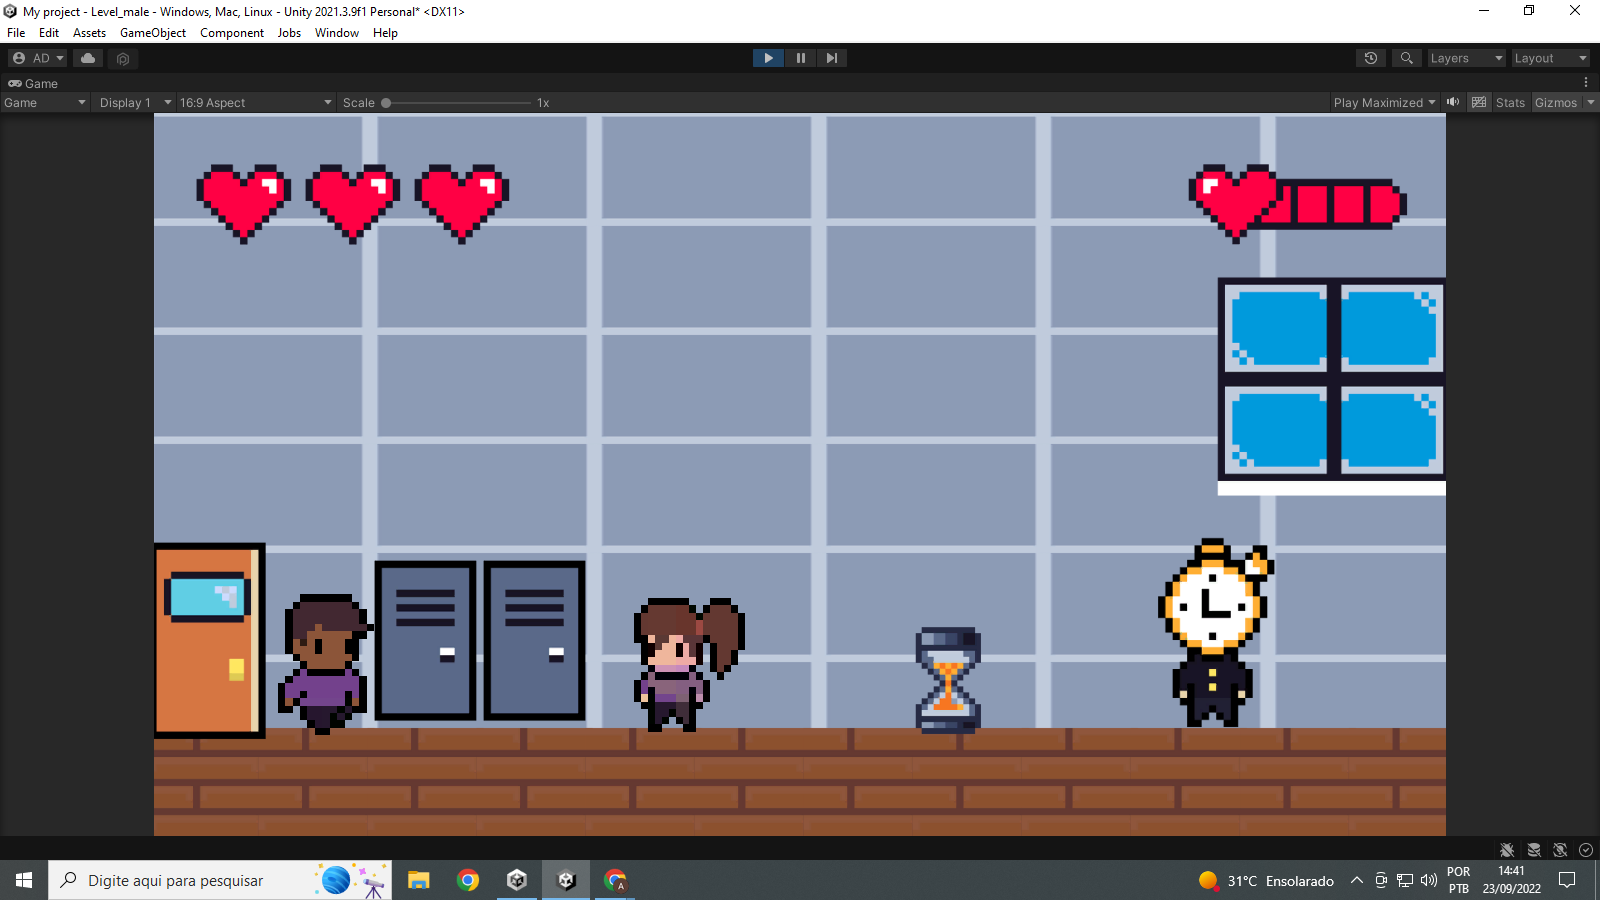 My project - Level_male - Windows, Mac, Linux - Unity 2021.3.9f1 Personal* <DX11>
File Edit Assets GameObject Component Jobs Window Help
AD Layers Layout
Game
Game Display 1 16:9 Aspect Scale 1x Play Maximized Stats Gizmos
Digite aqui para pesquisar
A
31°C Ensolarado
POR
PTB
14:41
23/09/2022